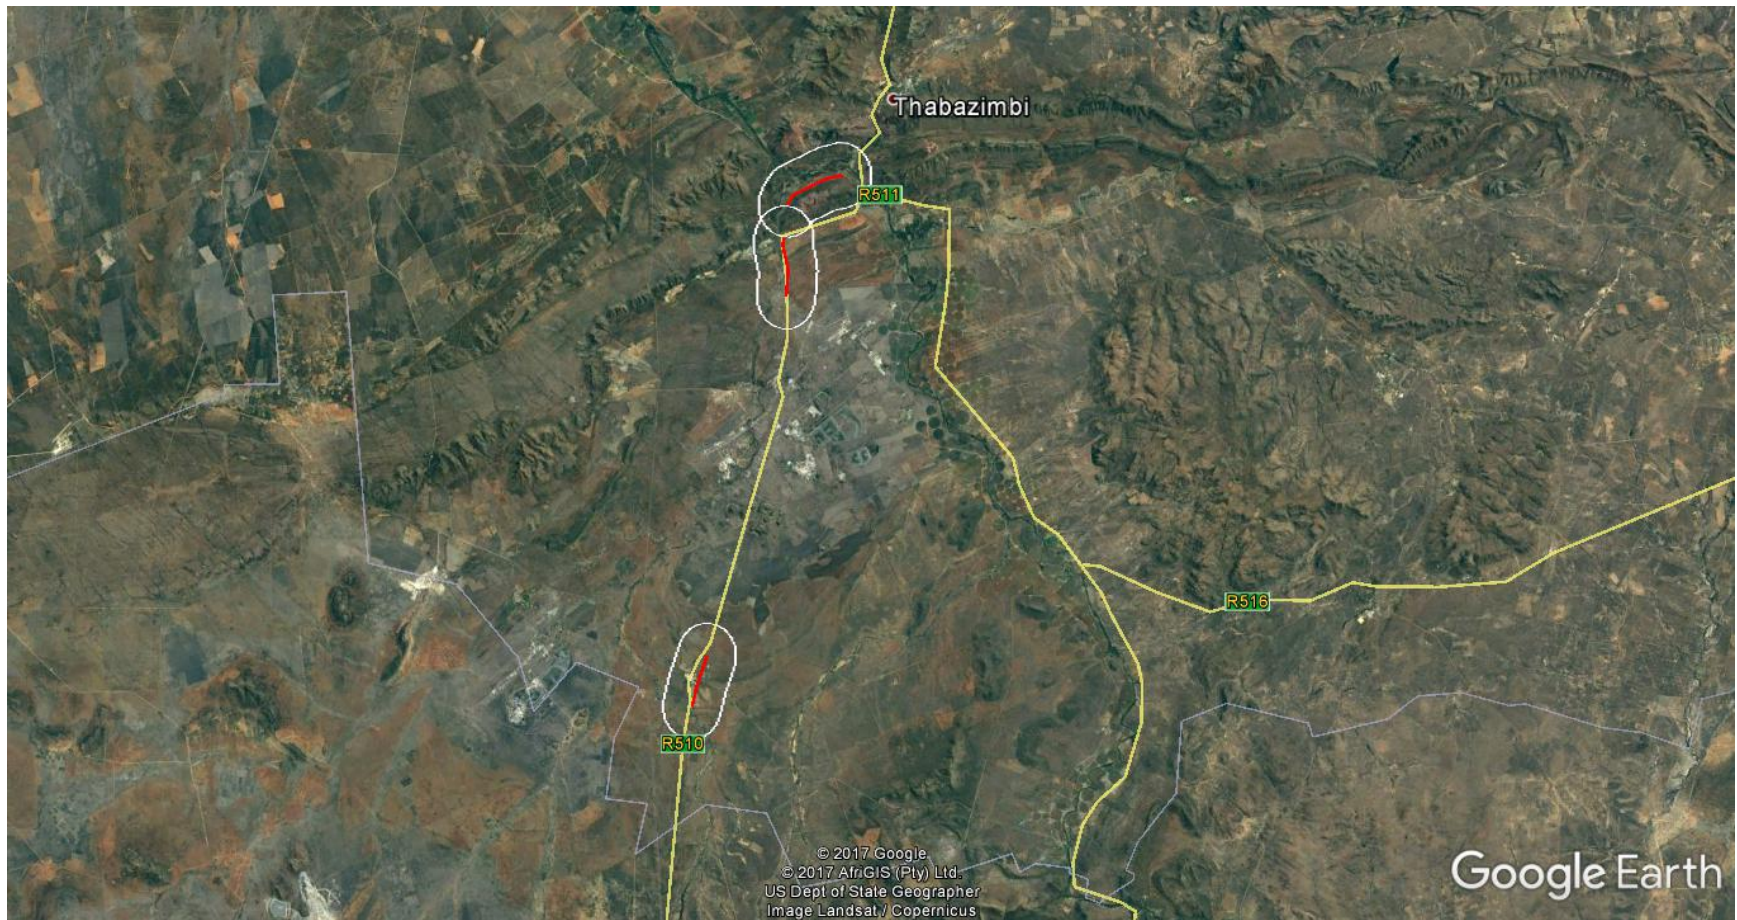 Thabazimbi
R511
R516
R510
© 2017 Google
© 2017 AfriGIS (Pty) Ltd.
US Dept of State Geographer
Image Landsat / Copernicus
Google Earth